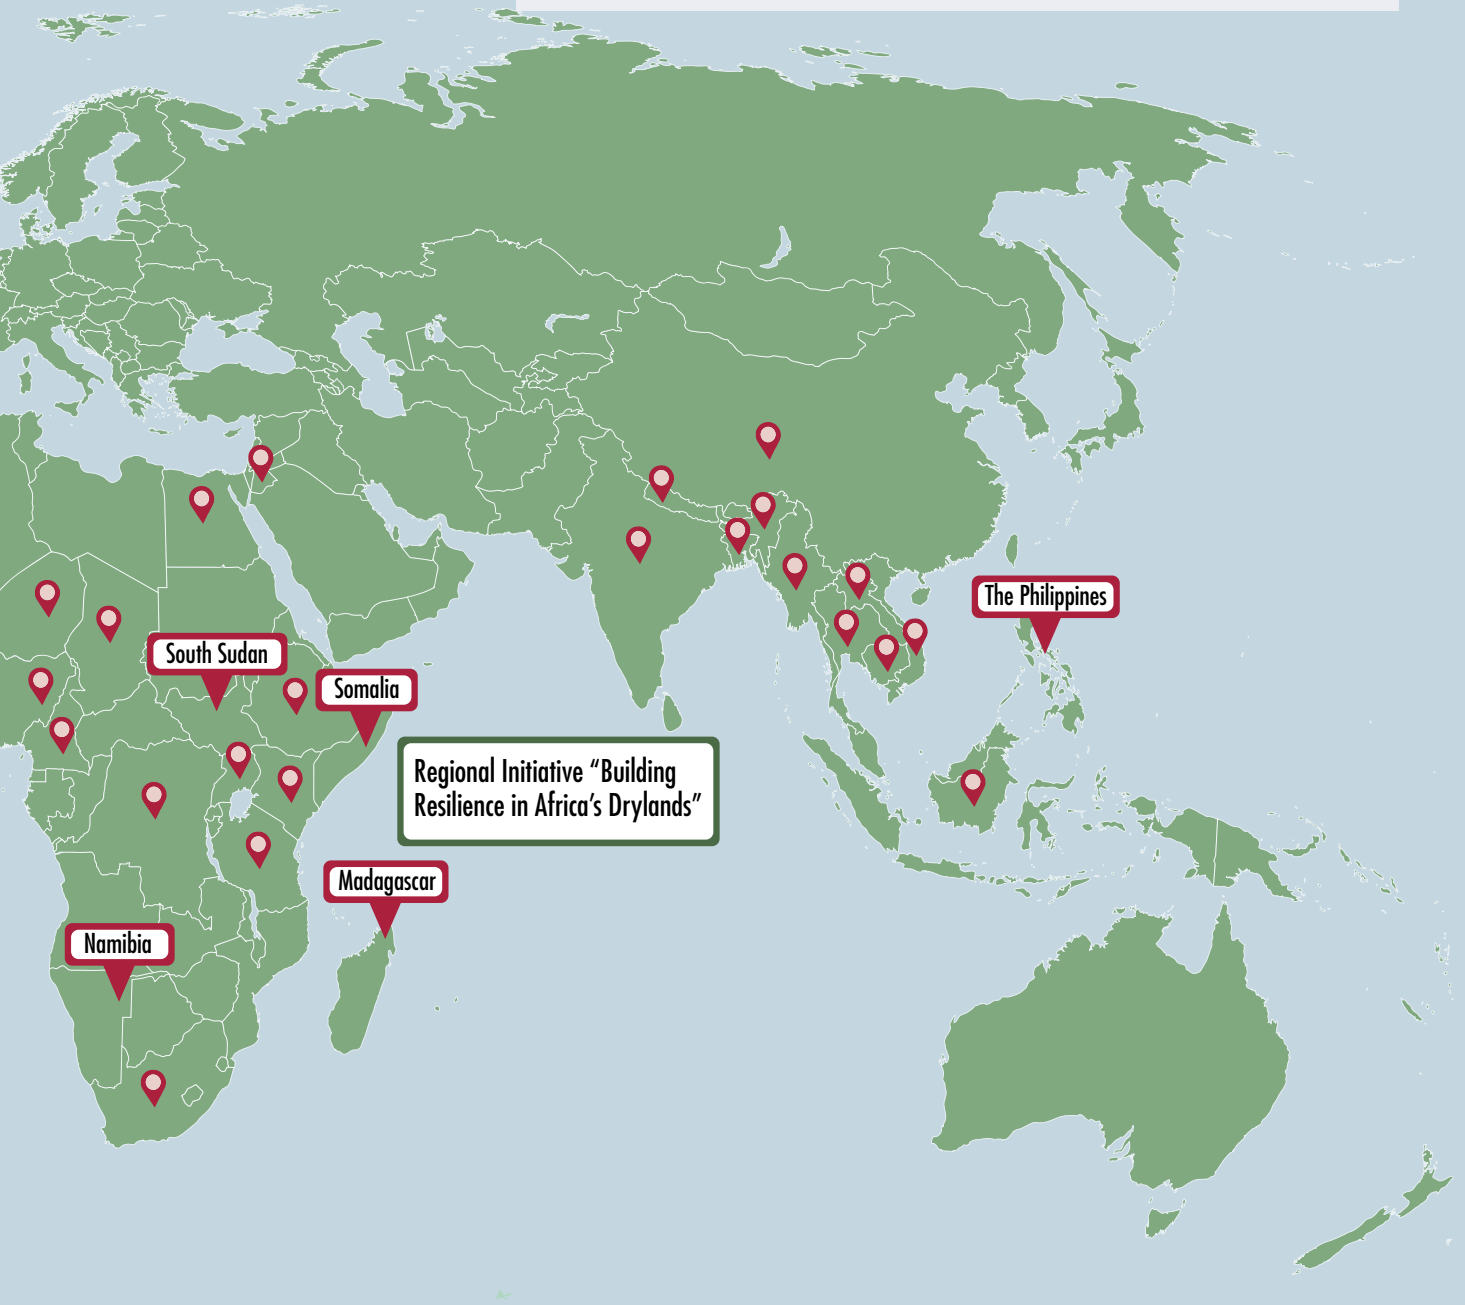 The Philippines
South Sudan
Somalia
Regional Initiative “Building
Resilience in Africa’s Drylands”
Madagascar
Namibia